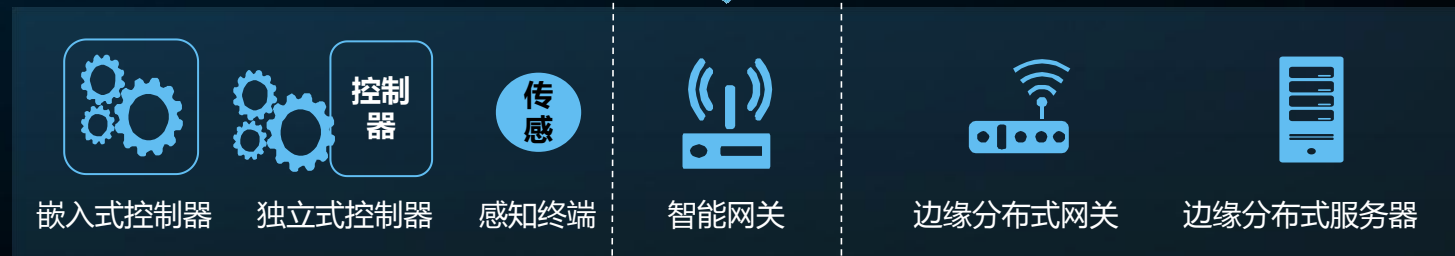 控制
器
传
感
嵌入式控制器
独立式控制器
感知终端
智能网关
边缘分布式网关
边缘分布式服务器